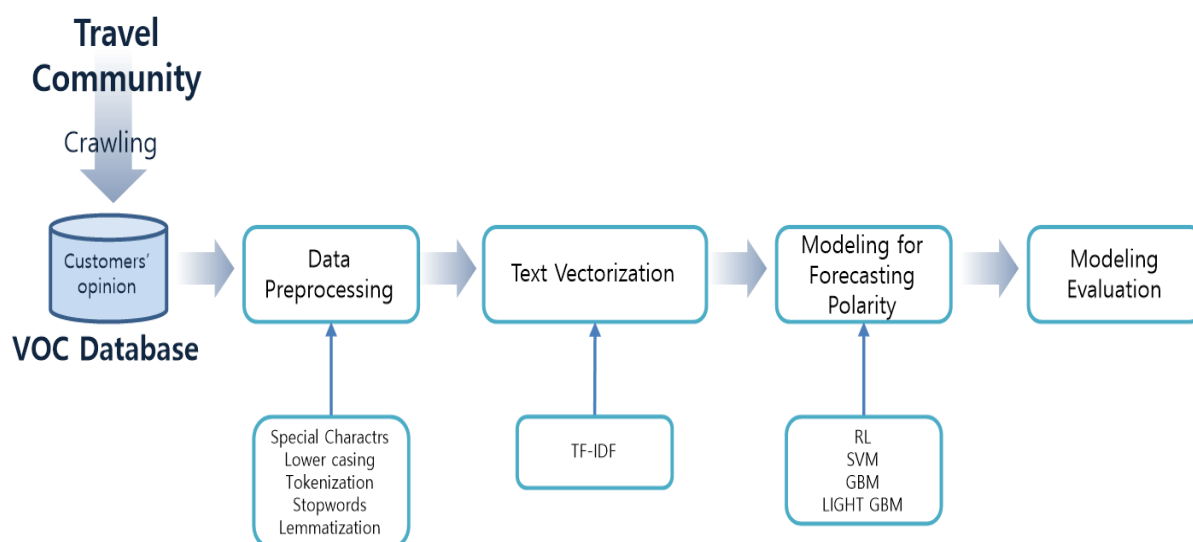 Travel
Community
Crawling
Customers'
opinion
VOC Database
Data
Preprocessing
Text Vectorization
Modeling for
Forecasting
Polarity
Modeling
Evaluation
Special Charactrs
Lower casing
Tokenization
Stopwords
Lemmatization
TF-IDF
RL
SVM
GBM
LIGHT GBM